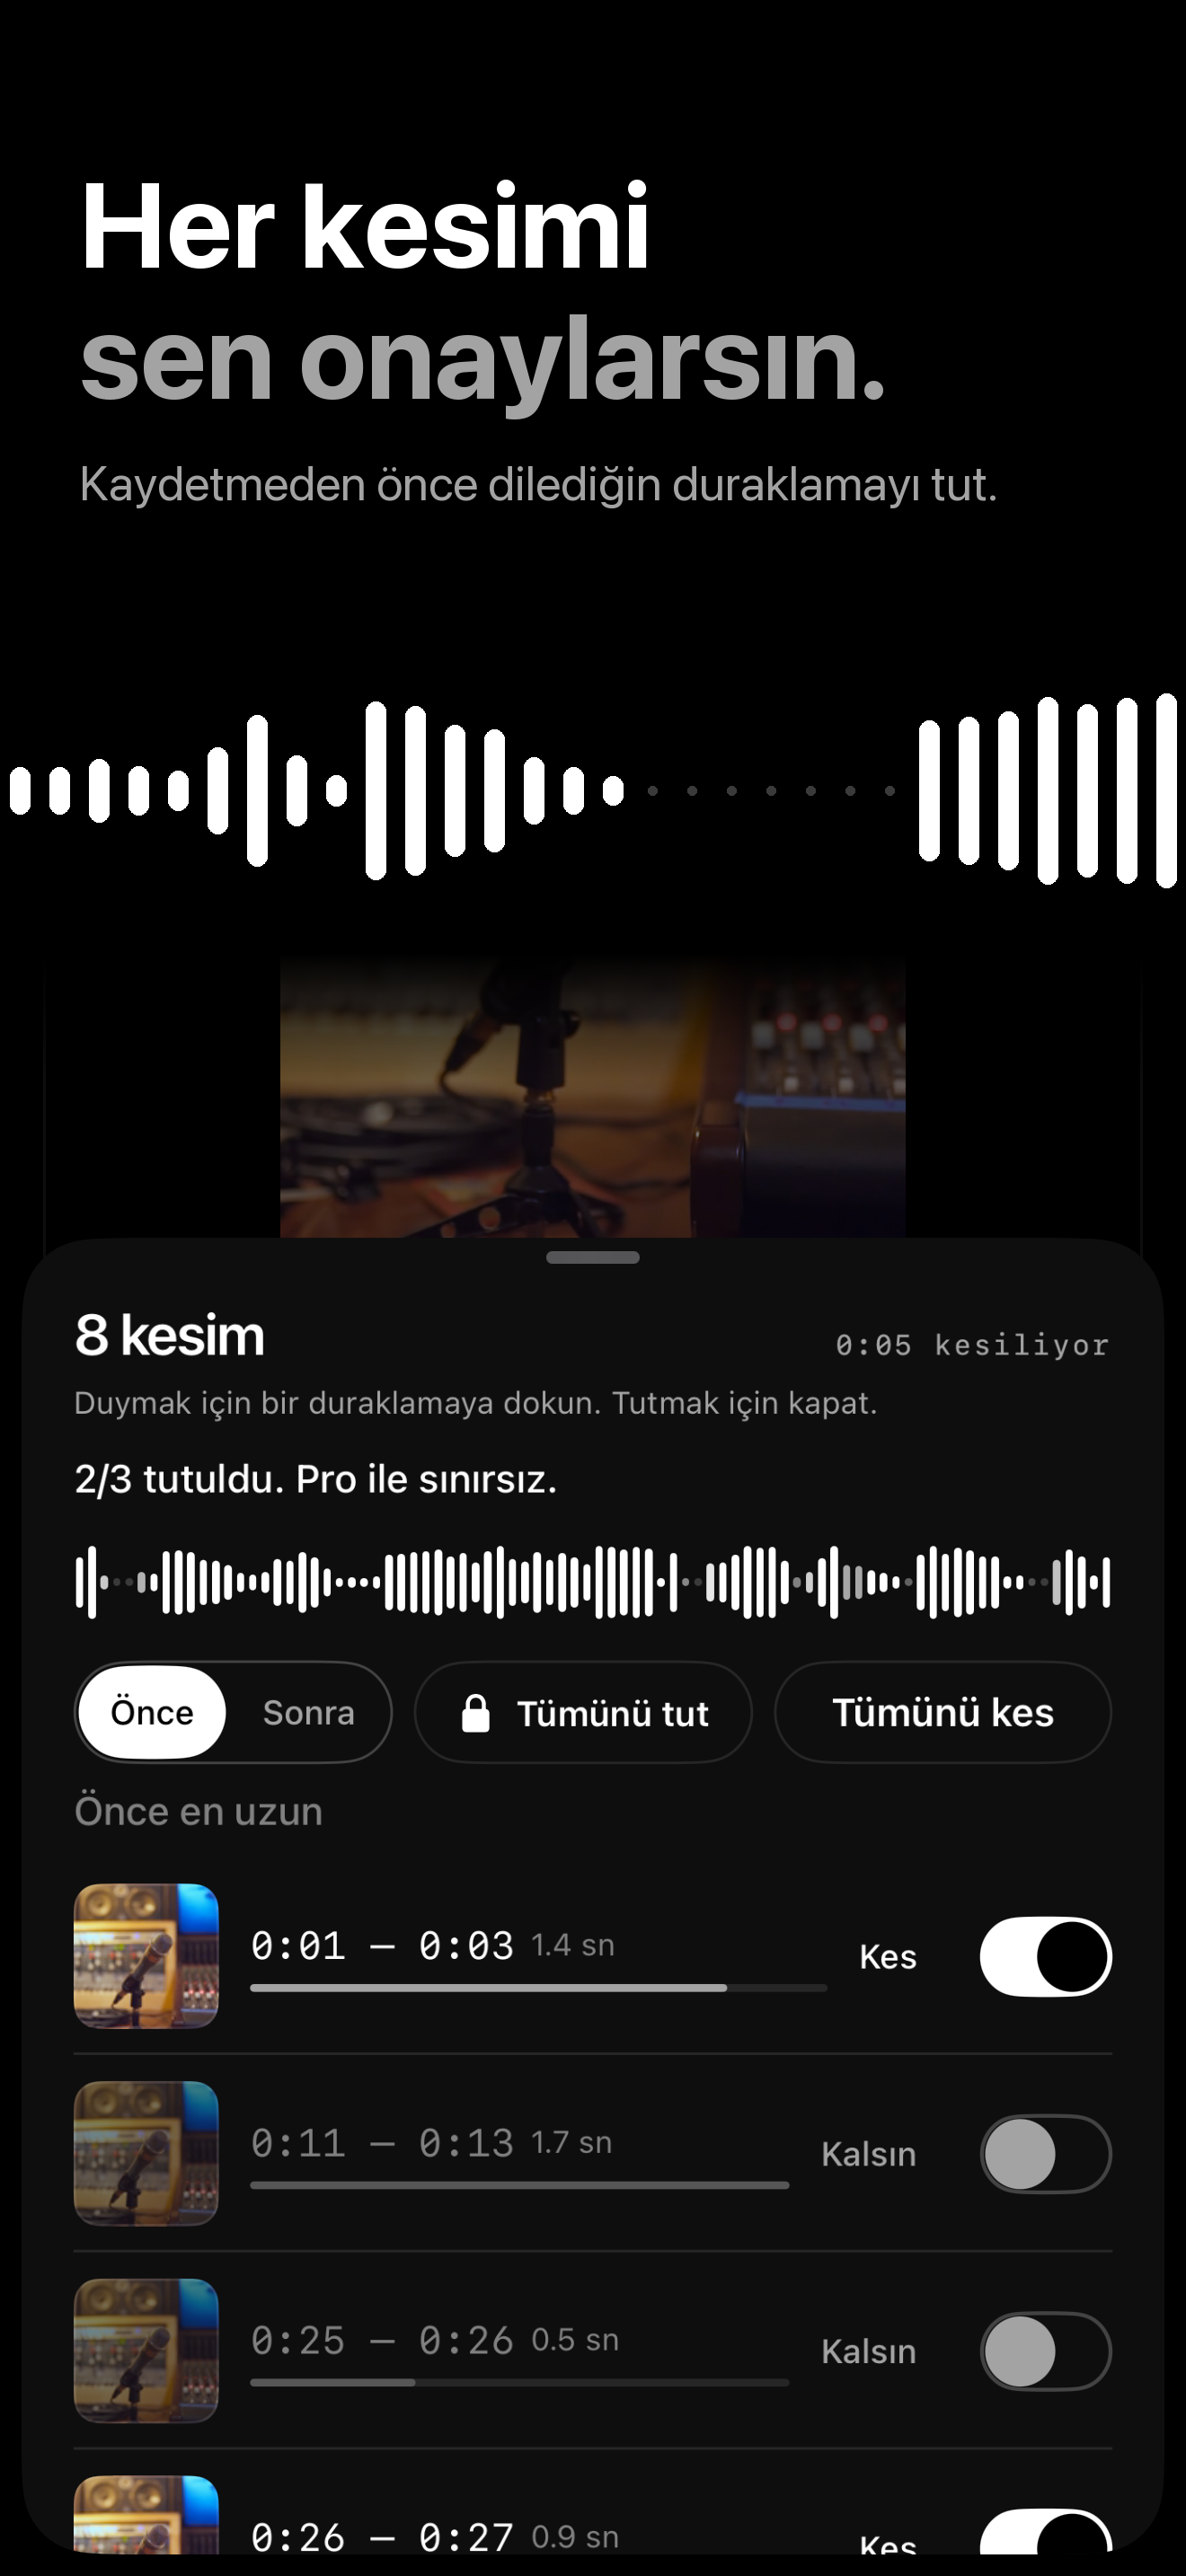 Her kesimi
sen onaylarsın.
Kaydetmeden önce dilediğin duraklamayı tut.
8 kesim
0:05 kesiliyor
Duymak için bir duraklamaya dokun. Tutmak için kapat.
2/3 tutuldu. Pro ile sınırsız.
Önce
Sonra
Tümünü tut
Tümünü kes
Önce en uzun
0:01 — 0:03 1.4 sn
Kes
0:11 — 0:13 1.7 sn
Kalsın
0:25 — 0:26 0.5 sn
Kalsın
0:26 — 0:27 0.9 sn
Kes